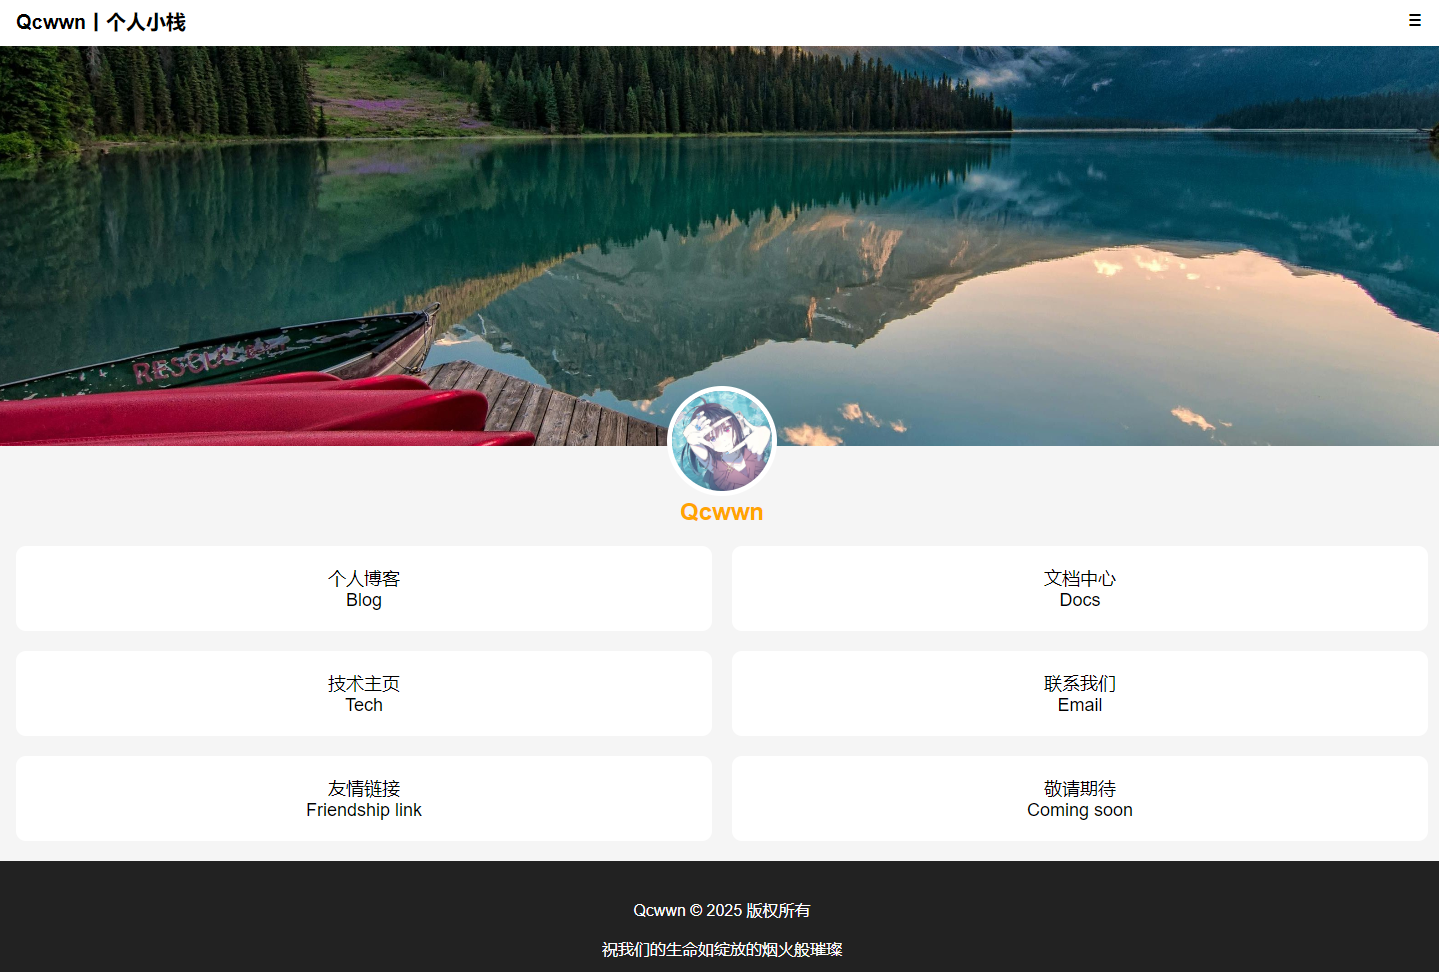 Qcwwn丨个人小栈
☰
RESCUE
Qcwwn
个人博客
Blog
文档中心
Docs
技术主页
Tech
联系我们
Email
友情链接
Friendship link
敬请期待
Coming soon
Qcwwn © 2025 版权所有
祝我们的生命如绽放的烟火般璀璨